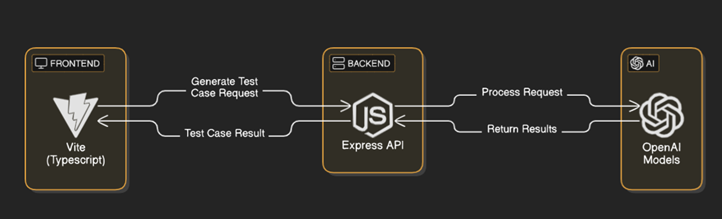 FRONTEND
Vite
(Typescript)
Generate Test
Case Request
Test Case Result
BACKEND
JS
Express API
Process Request
Return Results
AI
OpenAI
Models